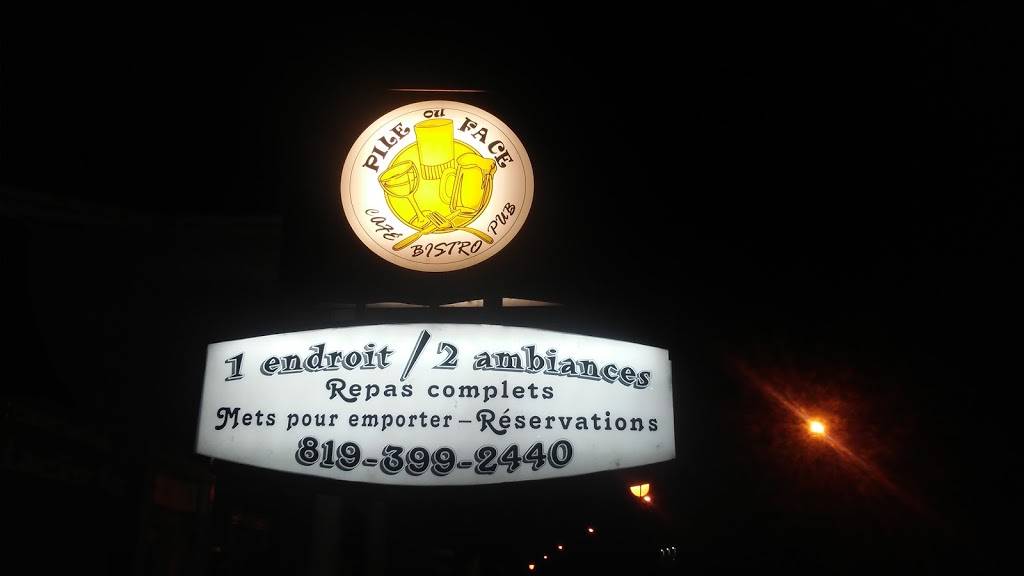 PILE OU FACE
CAFÉ BISTRO PUB
1 endroit / 2 ambiances
Repas complets
Mets pour emporter – Réservations
819-399-2440